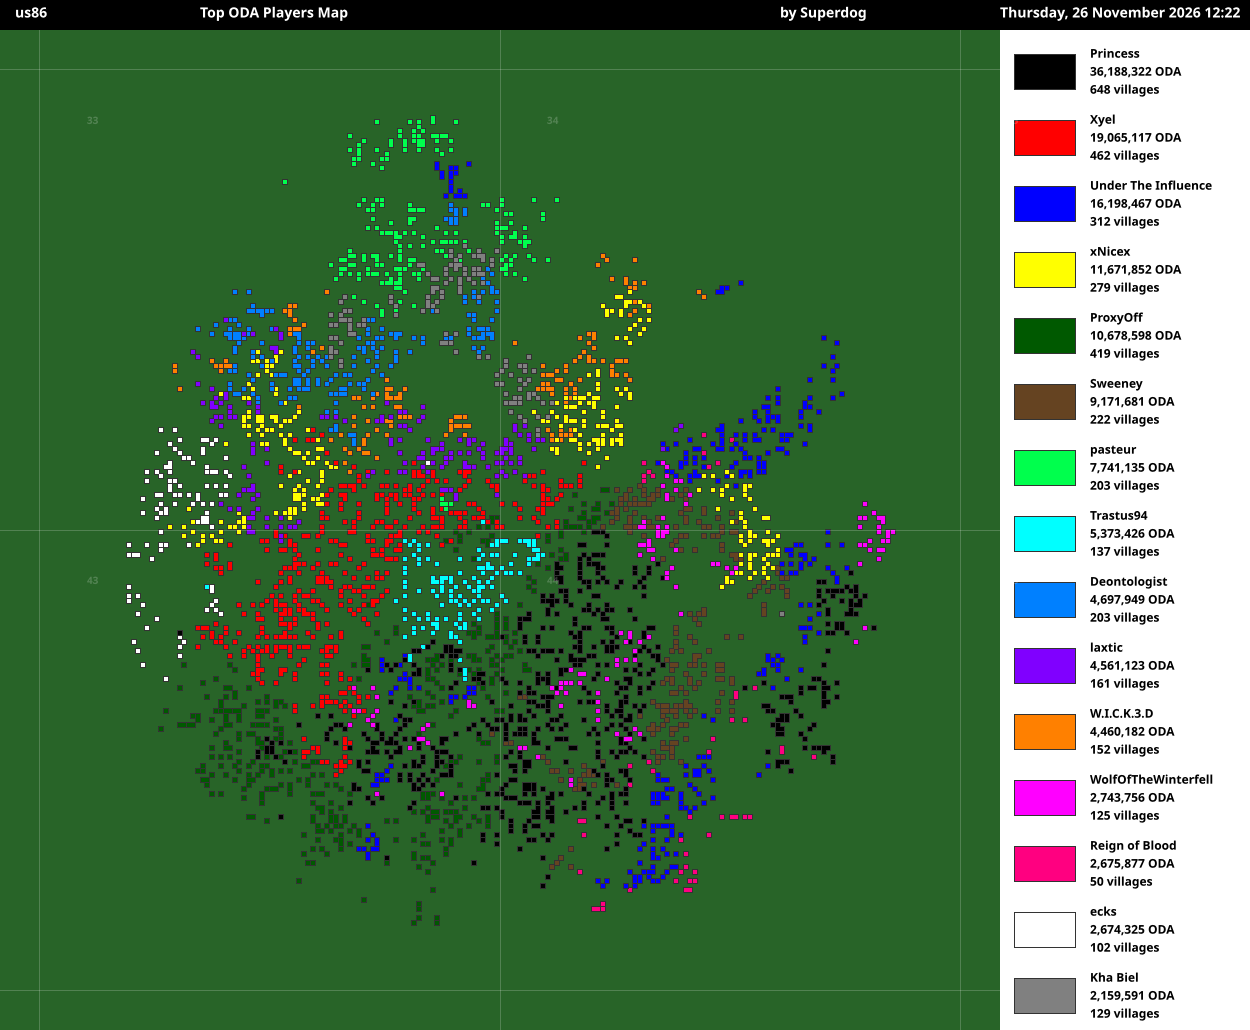 us86 Top ODA Players Map by Superdog Thursday, 26 November 2026 12:22
33 34
43
Princess
36,188,322 ODA
648 villages
Xyel
19,065,117 ODA
462 villages
Under The Influence
16,198,467 ODA
312 villages
xNicex
11,671,852 ODA
279 villages
ProxyOff
10,678,598 ODA
419 villages
Sweeney
9,171,681 ODA
222 villages
pasteur
7,741,135 ODA
203 villages
Trastus94
5,373,426 ODA
137 villages
Deontologist
4,697,949 ODA
203 villages
laxtic
4,561,123 ODA
161 villages
W.I.C.K.3.D
4,460,182 ODA
152 villages
WolfOfTheWinterfell
2,743,756 ODA
125 villages
Reign of Blood
2,675,877 ODA
50 villages
ecks
2,674,325 ODA
102 villages
Kha Biel
2,159,591 ODA
129 villages